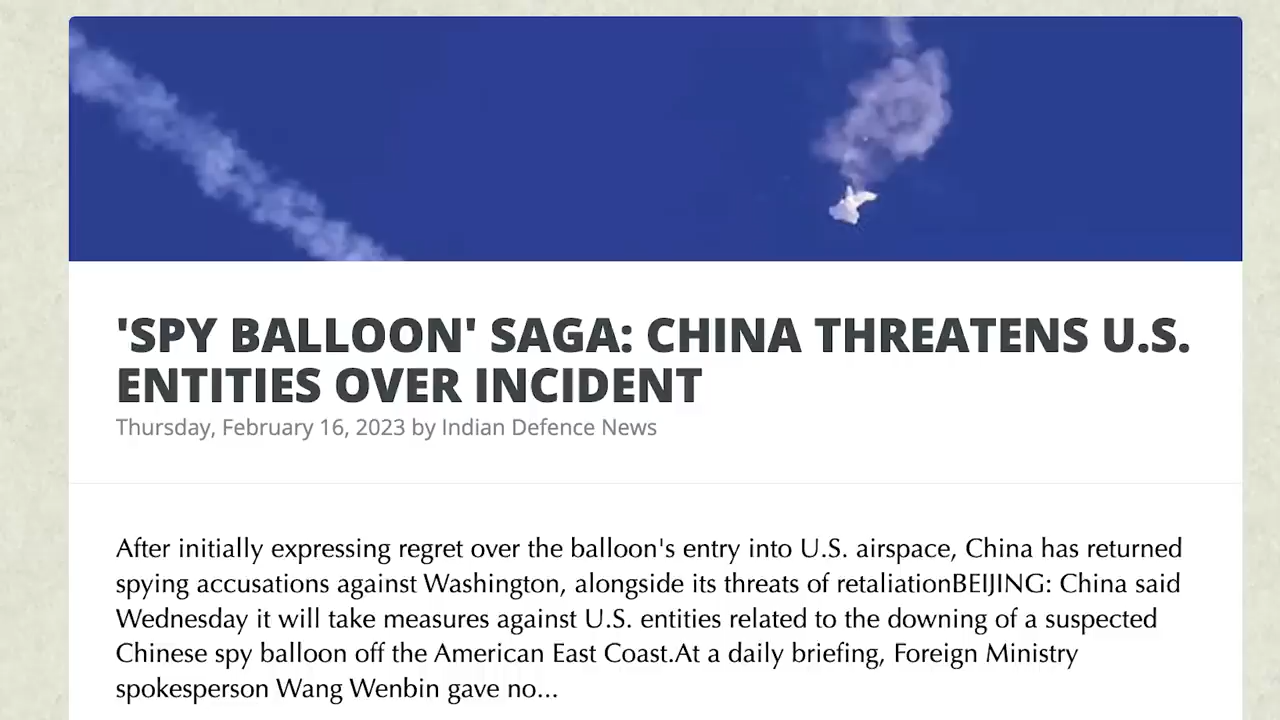 'SPY BALLOON' SAGA: CHINA THREATENS U.S.
ENTITIES OVER INCIDENT
Thursday, February 16, 2023 by Indian Defence News
After initially expressing regret over the balloon's entry into U.S. airspace, China has returned
spying accusations against Washington, alongside its threats of retaliationBEIJING: China said
Wednesday it will take measures against U.S. entities related to the downing of a suspected
Chinese spy balloon off the American East Coast.At a daily briefing, Foreign Ministry
spokesperson Wang Wenbin gave no...